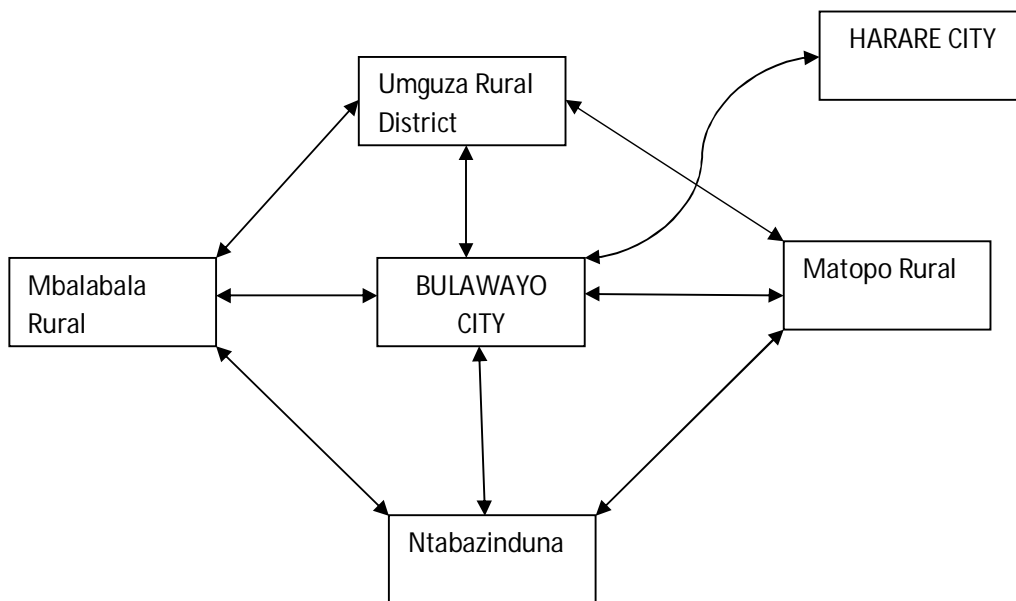 HARARE CITY
Umguza Rural
District
Mbalabala
Rural
BULAWAYO
CITY
Matopo Rural
Ntabazinduna